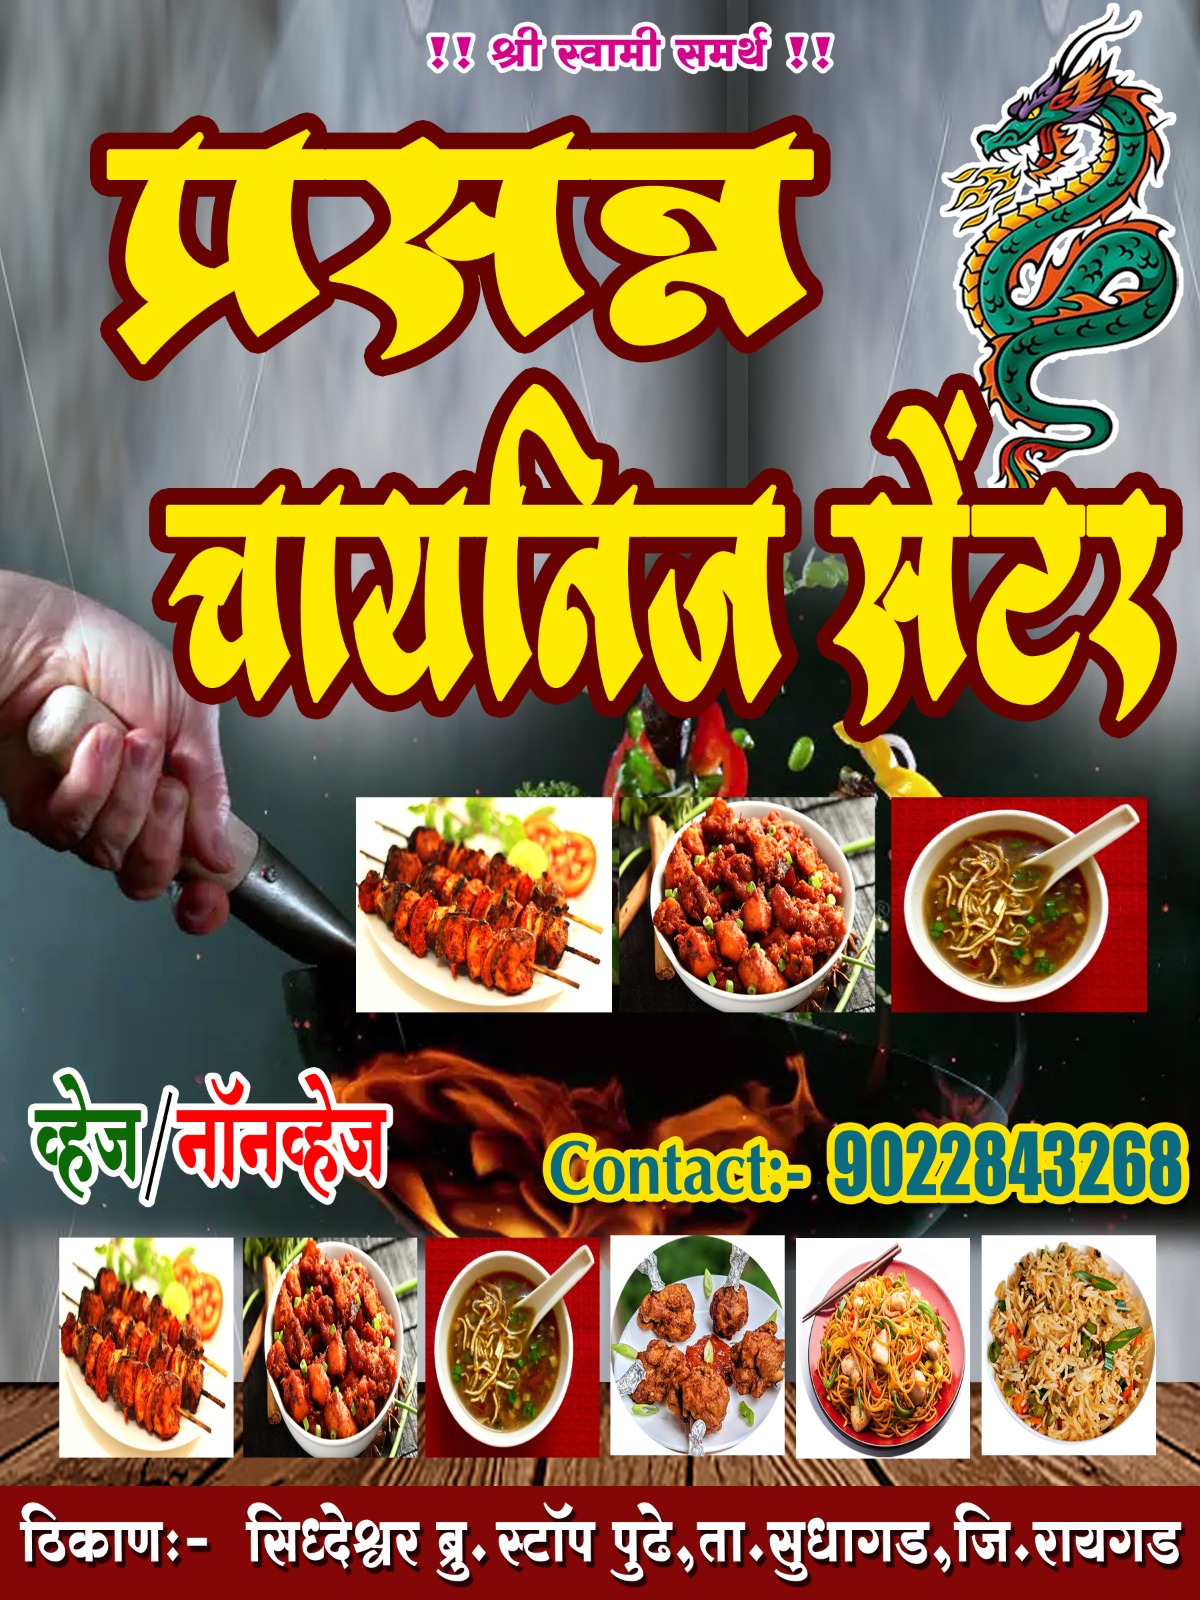 !! श्री स्वामी समर्थ !!
प्रसन्न
चायनिज सेंटर
व्हेज/नॉनव्हेज
Contact:- 9022843268
ठिकाणः- सिध्देश्वर ब्रु. स्टॉप पुढे,ता.सुधागड,जि.रायगड